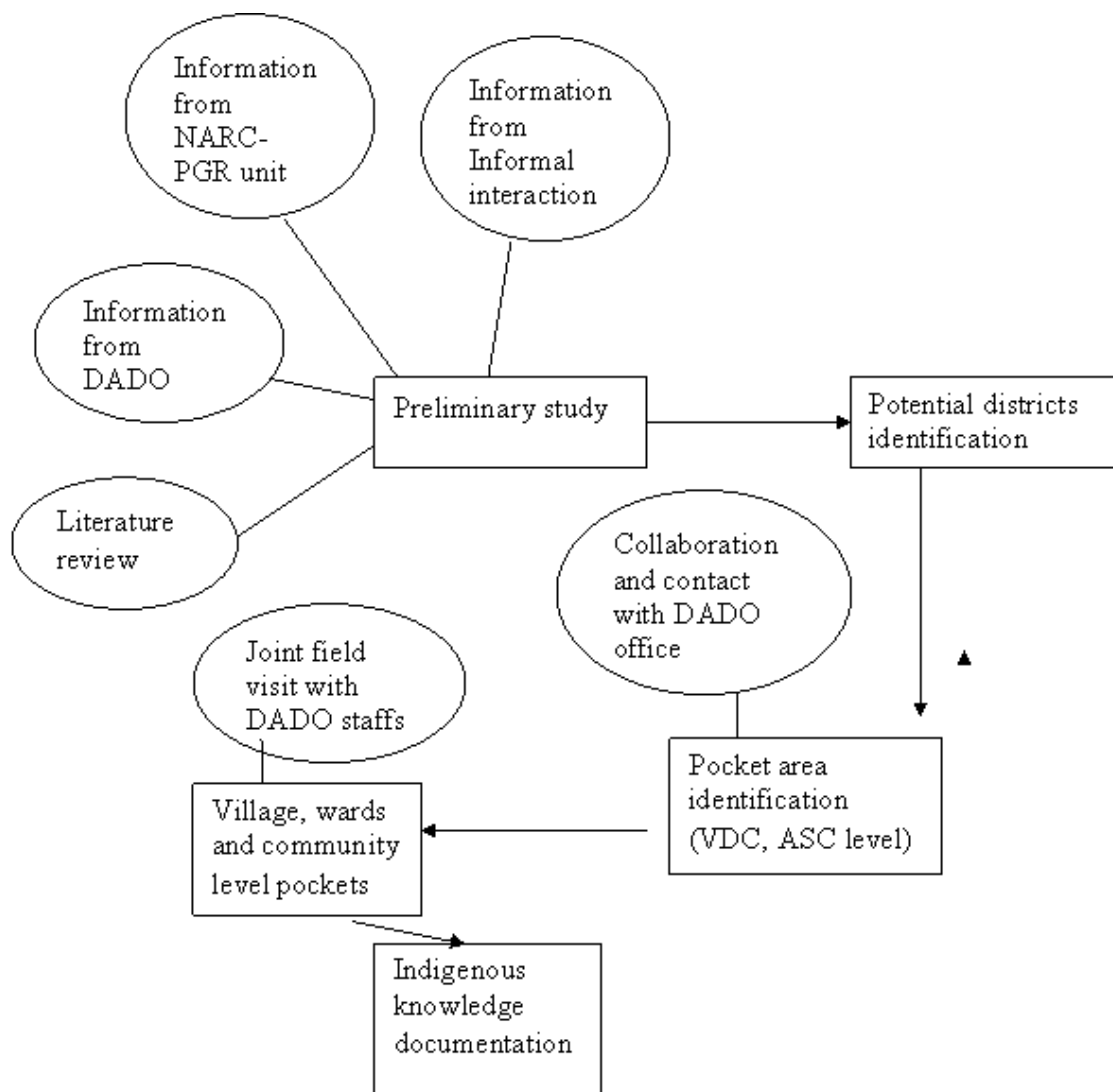 Information
from
NARC-
PGR unit
Information
from
Informal
interaction
Information
from
DADO
Preliminary study
Potential districts
identification
Literature
review
Collaboration
and contact
with DADO
office
Joint field
visit with
DADO staffs
Pocket area
identification
(VDC, ASC level)
Village, wards
and community
level pockets
Indigenous
knowledge
documentation